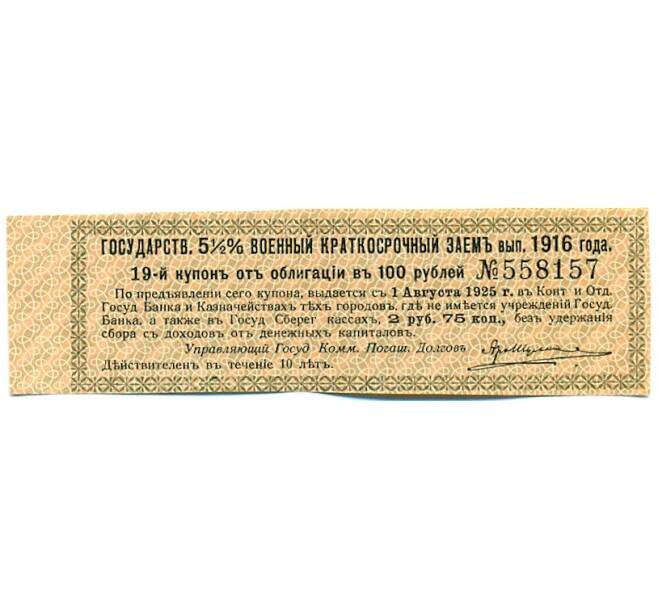 ГОСУДАРСТВ. 5½% ВОЕННЫЙ КРАТКОСРОЧНЫЙ ЗАЕМЪ вып. 1916 года.
19-й купонъ отъ облигаціи въ 100 рублей №558157
По предъявленіи сего купона, выдается съ 1 Августа 1925 г. въ Конт и Отд.
Госуд Банка и Казначействахъ тѣхъ городовъ, гдѣ не имѣется учрежденій Госуд.
Банка, а также въ Госуд Сберег кассахъ, 2 руб. 75 коп., безъ удержанія
сбора съ доходовъ отъ денежныхъ капиталовъ.
Управляющій Госуд Комм. Погаш. Долговъ
Дѣйствителенъ въ теченіе 10 лѣтъ.